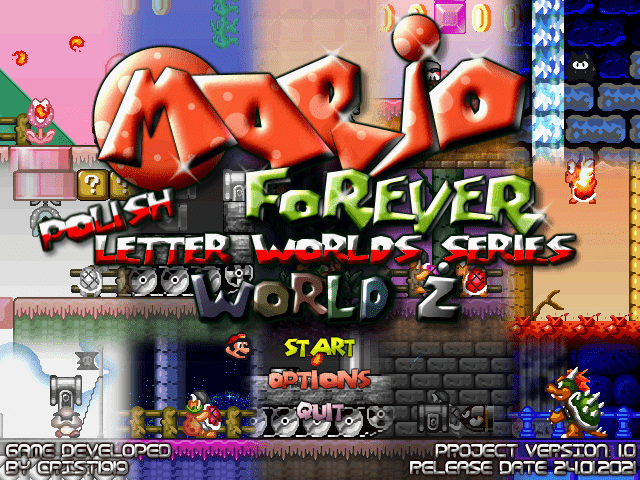 MARIO
FOREVER
POLISH
LETTER WORLDS SERIES
WORLD Ż
?
START
OPTIONS
QUIT
GAME DEVELOPED
BY CRISTI1919
PROJECT VERSION 1.0
RELEASE DATE 24.01.2021